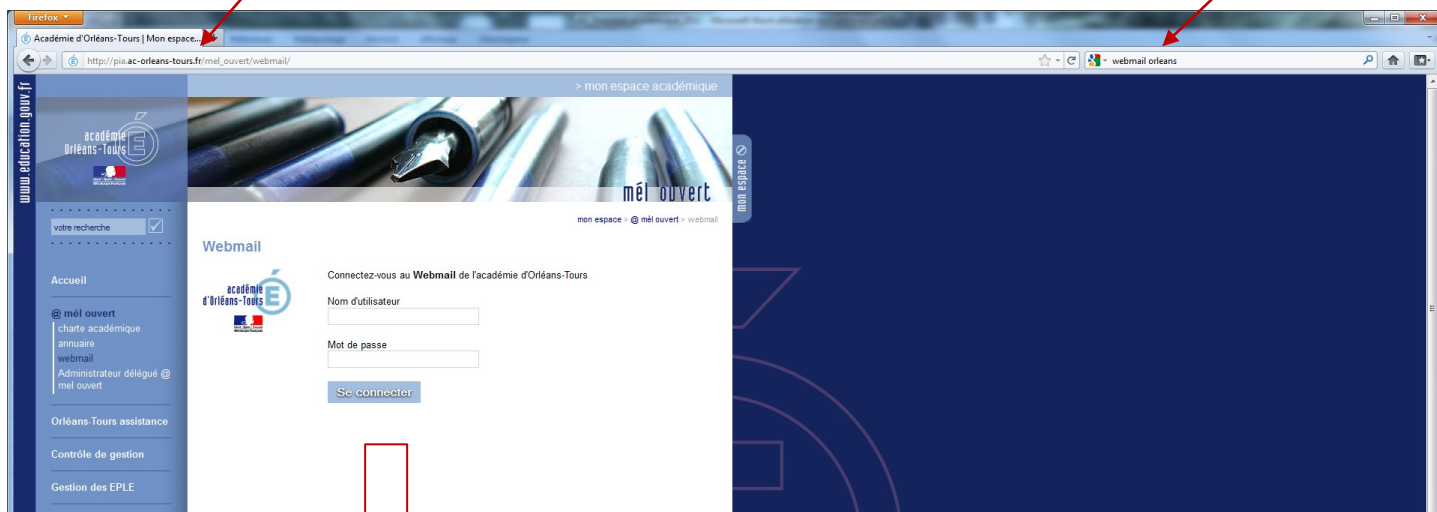 Firefox
Académie d'Orléans-Tours | Mon espace...
http://pia.ac-orleans-tours.fr/mel_ouvert/webmail/
webmail orleans
www.education.gouv.fr
> mon espace académique
académie
Orléans-Tours
mél ouvert
mon espace
votre recherche
mon espace > @ mél ouvert > webmail
Webmail
académie
d'Orléans-Tours
Connectez-vous au Webmail de l'académie d'Orléans-Tours
Nom d'utilisateur
Mot de passe
Se connecter
Accueil
@ mél ouvert
charte académique
annuaire
webmail
Administrateur délégué @
mel ouvert
Orléans-Tours assistance
Contrôle de gestion
Gestion des EPLE